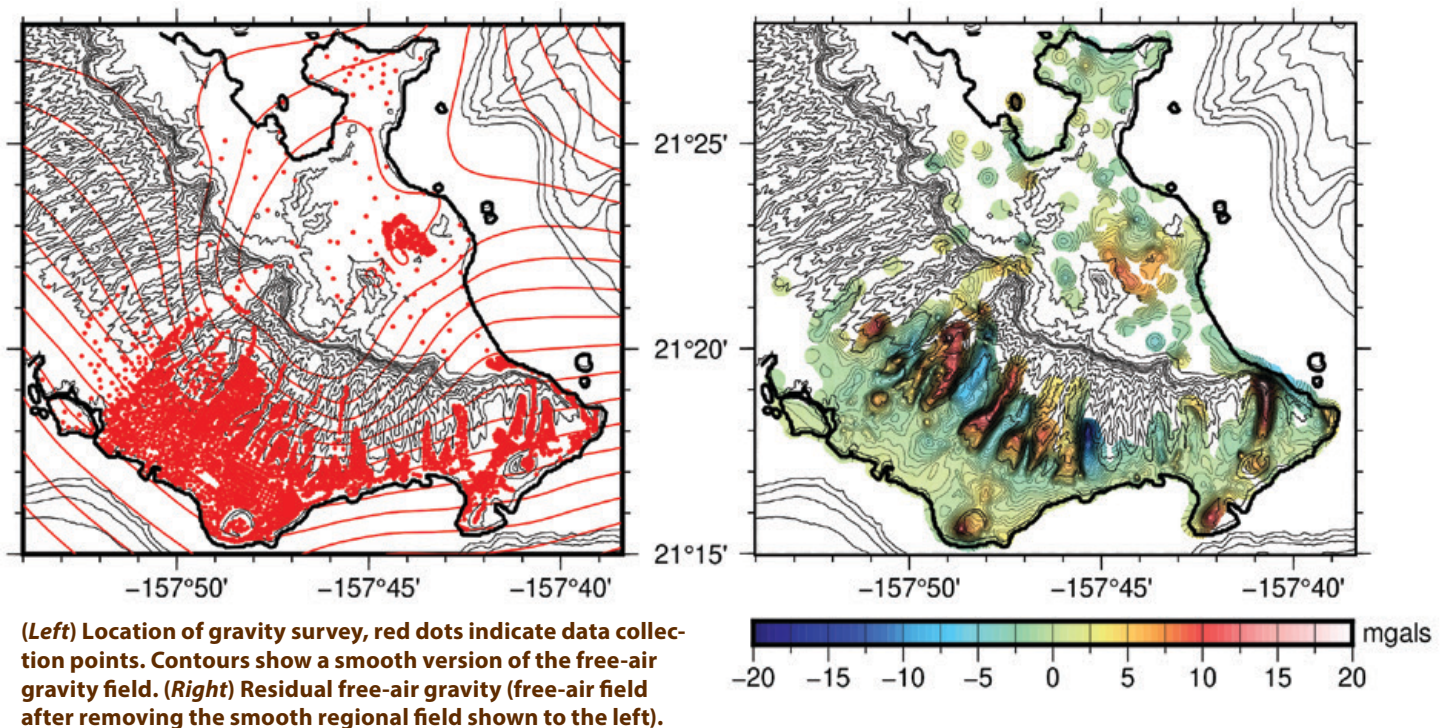 21°25'
21°20'
21°15'
−157°50' −157°45' −157°40'
−157°50' −157°45' −157°40'
(Left) Location of gravity survey, red dots indicate data collec-
tion points. Contours show a smooth version of the free-air
gravity field. (Right) Residual free-air gravity (free-air field
after removing the smooth regional field shown to the left).
mgals
−20 −15 −10 −5 0 5 10 15 20